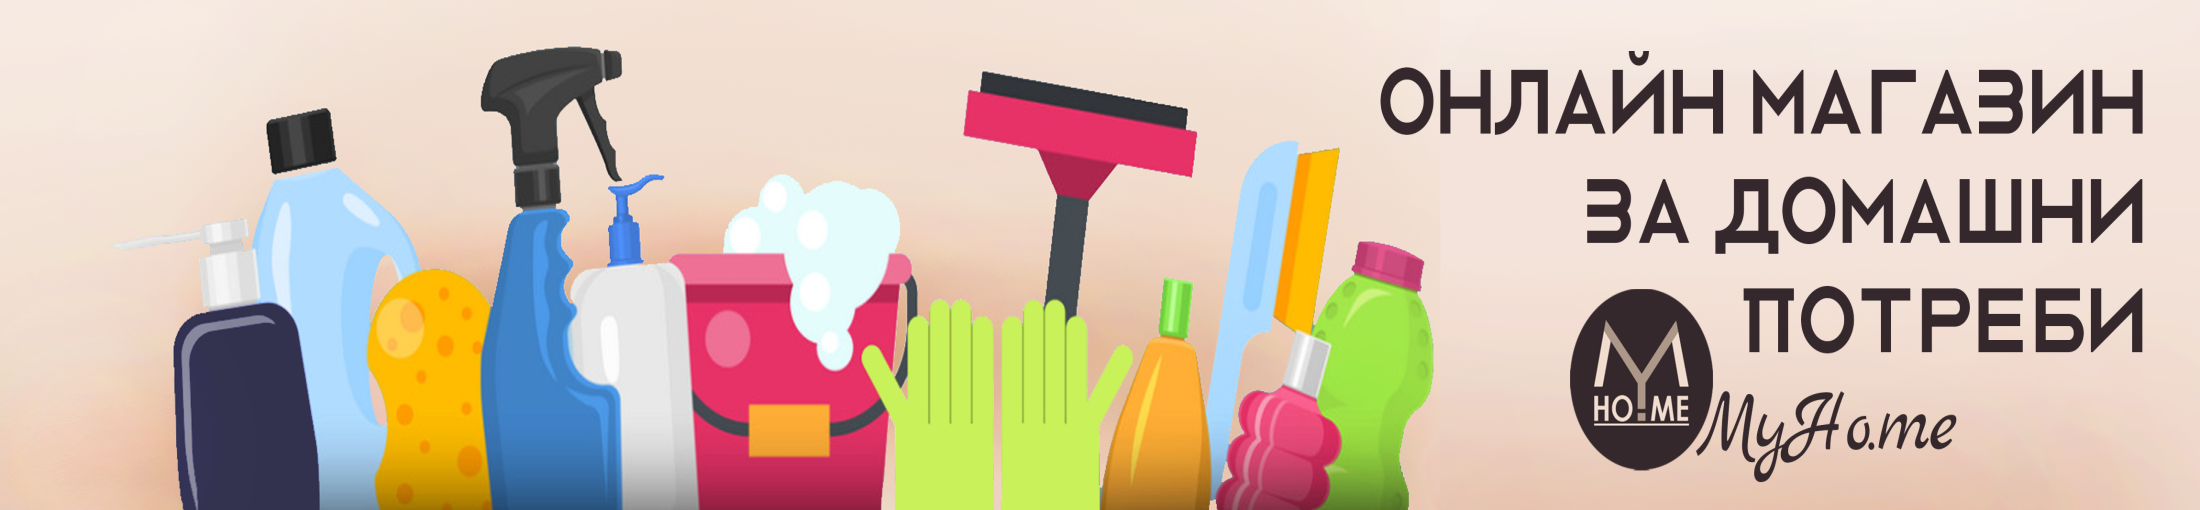 ОНЛАЙН МАГАЗИН
ЗА ДОМАШНИ
ПОТРЕБИ
MY
HO.ME
MyHo.me